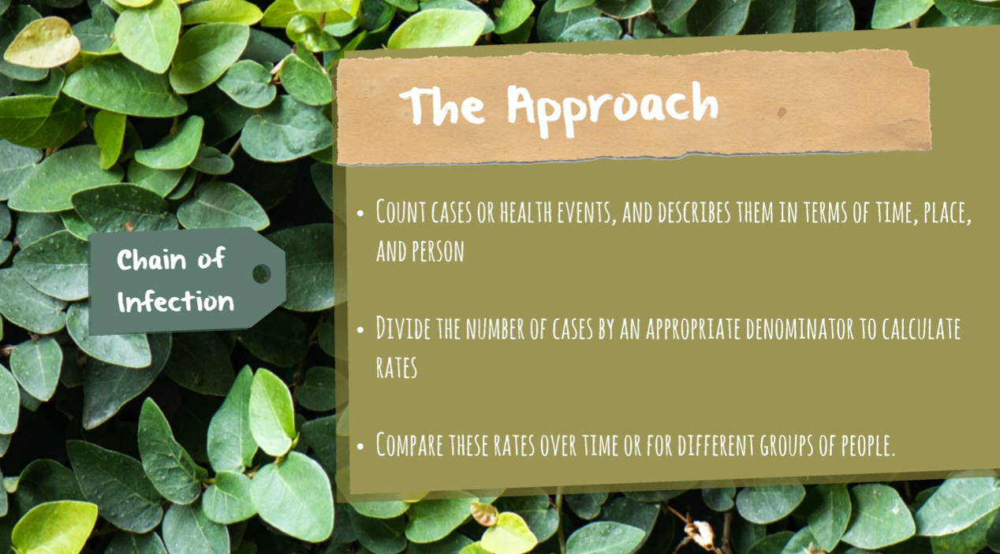 The Approach
• Count cases or health events, and describes them in terms of time, place,
and person
• Divide the number of cases by an appropriate denominator to calculate
rates
• Compare these rates over time or for different groups of people.
Chain of
Infection